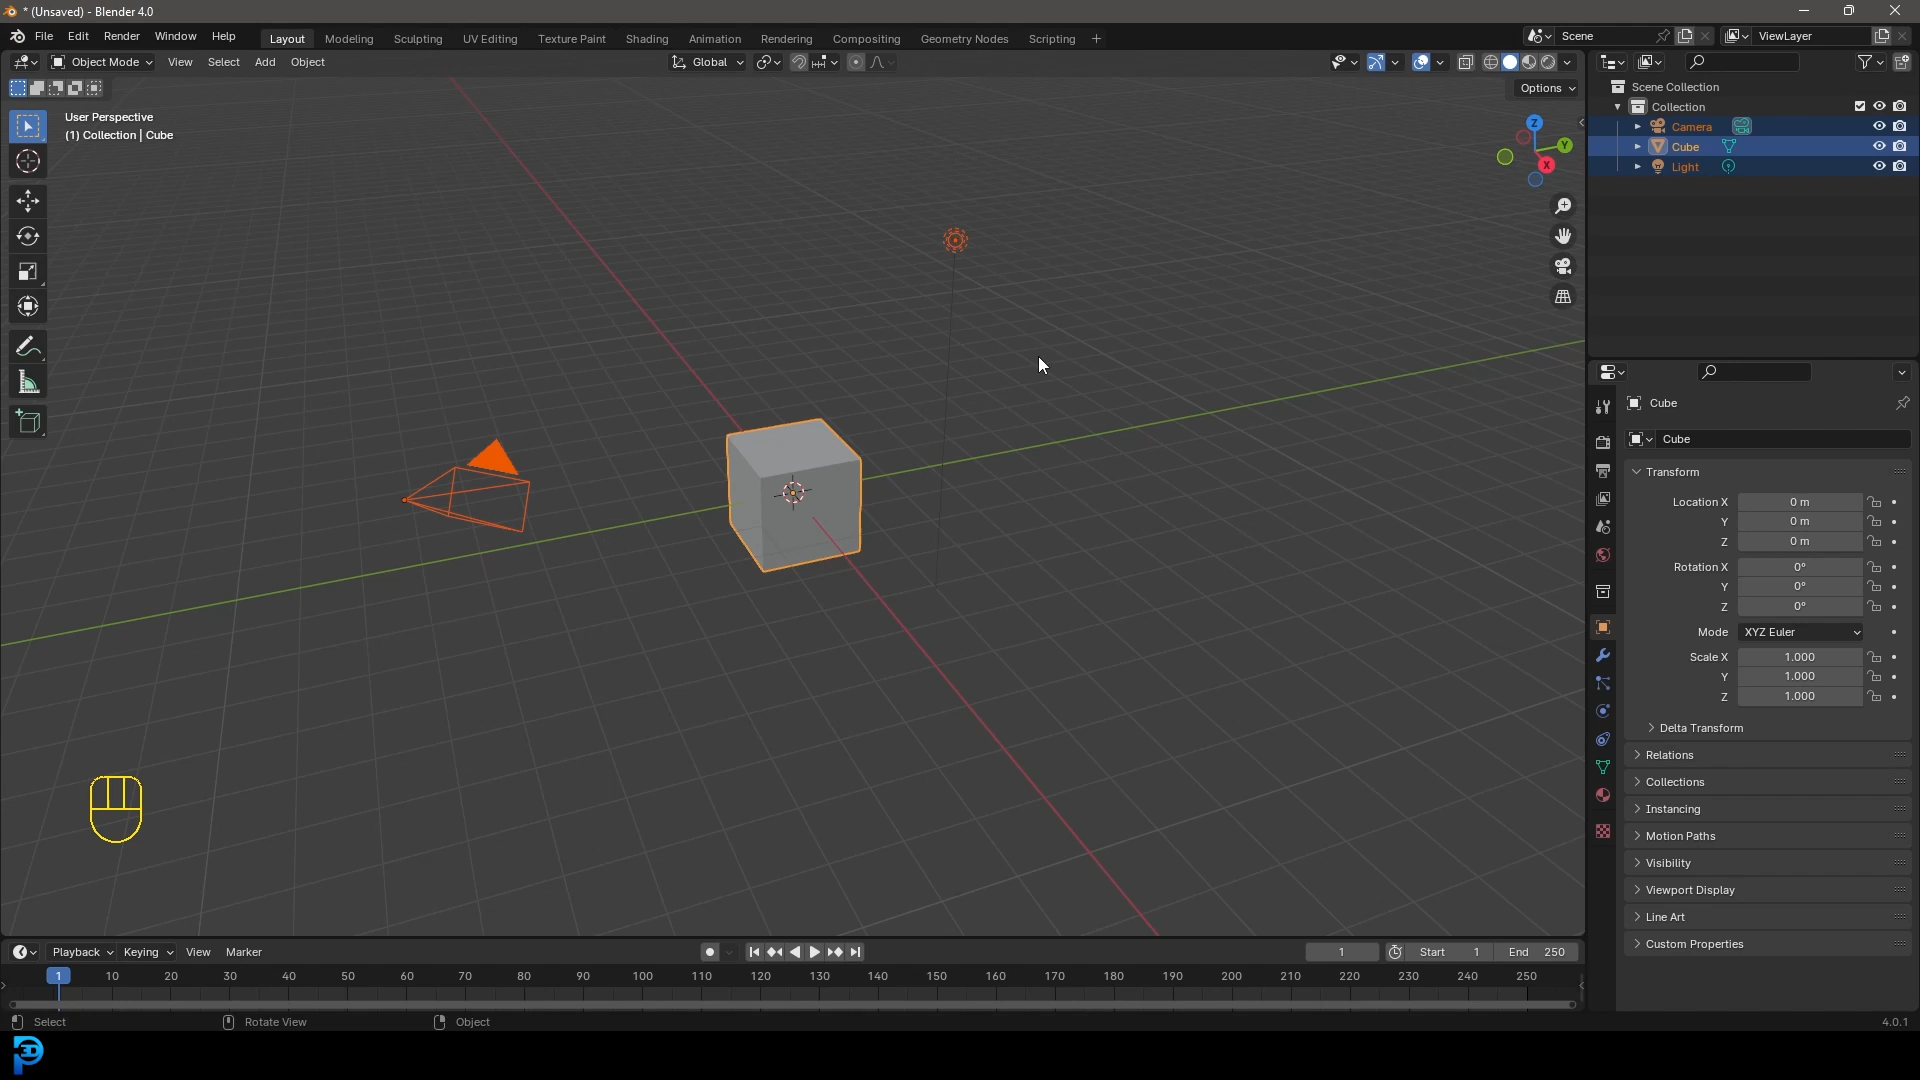 * (Unsaved) - Blender 4.0
File Edit Render Window Help Layout Modeling Sculpting UV Editing Texture Paint Shading Animation Rendering Compositing Geometry Nodes Scripting + Scene ViewLayer
Object Mode View Select Add Object Global
Options
User Perspective
(1) Collection | Cube
Z
Y
X
Scene Collection
Collection
Camera
Cube
Light
Cube
Cube
Transform
Location X 0 m
Y 0 m
Z 0 m
Rotation X 0°
Y 0°
Z 0°
Mode XYZ Euler
Scale X 1.000
Y 1.000
Z 1.000
Delta Transform
Relations
Collections
Instancing
Motion Paths
Visibility
Viewport Display
Line Art
Custom Properties
Playback Keying View Marker 1 Start 1 End 250
1 10 20 30 40 50 60 70 80 90 100 110 120 130 140 150 160 170 180 190 200 210 220 230 240 250
Select Rotate View Object 4.0.1
P3D